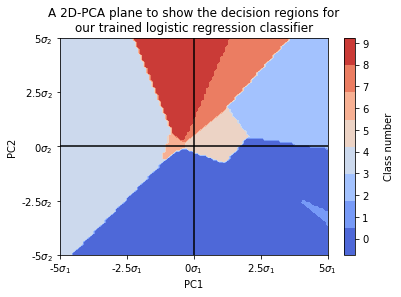 A 2D-PCA plane to show the decision regions for
our trained logistic regression classifier
5σ₂
2.5σ₂
0σ₂
-2.5σ₂
-5σ₂
PC2
-5σ₁
-2.5σ₁
0σ₁
2.5σ₁
5σ₁
PC1
9
8
7
6
5
4
3
2
1
0
Class number